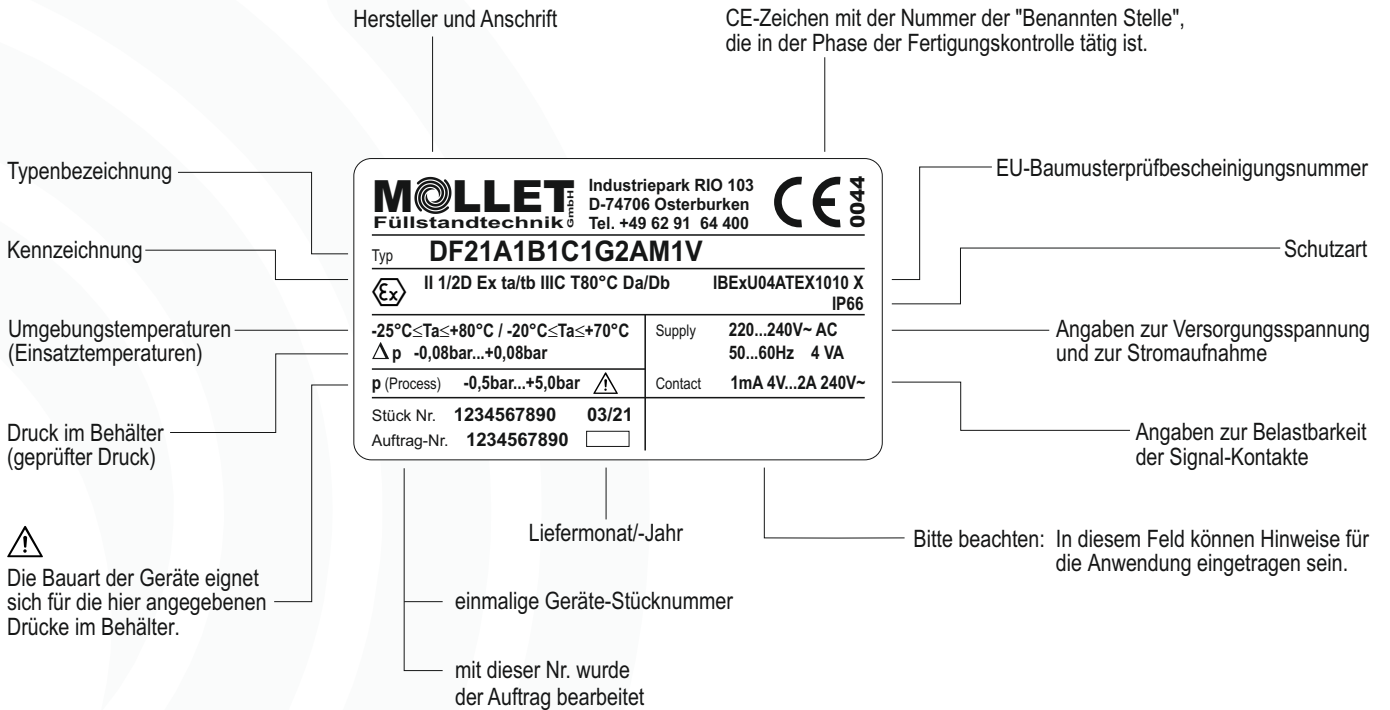 Hersteller und Anschrift
CE-Zeichen mit der Nummer der "Benannten Stelle",
die in der Phase der Fertigungskontrolle tätig ist.
Typenbezeichnung
Kennzeichnung
Umgebungstemperaturen
(Einsatztemperaturen)
Druck im Behälter
(geprüfter Druck)
Die Bauart der Geräte eignet
sich für die hier angegebenen
Drücke im Behälter.
MOLLET
Füllstandtechnik GmbH
Industriepark RIO 103
D-74706 Osterburken
Tel. +49 62 91 64 400
CE 0044
Typ DF21A1B1C1G2AM1V
Ex II 1/2D Ex ta/tb IIIC T80°C Da/Db IBExU04ATEX1010 X
IP66
-25°C≤Ta≤+80°C / -20°C≤Ta≤+70°C
Δ p -0,08bar...+0,08bar
p (Process) -0,5bar...+5,0bar
Supply 220...240V~ AC
50...60Hz 4 VA
Contact 1mA 4V...2A 240V~
Stück Nr. 1234567890 03/21
Auftrag-Nr. 1234567890
EU-Baumusterprüfbescheinigungsnummer
Schutzart
Angaben zur Versorgungsspannung
und zur Stromaufnahme
Angaben zur Belastbarkeit
der Signal-Kontakte
Liefermonat/-Jahr
Bitte beachten: In diesem Feld können Hinweise für
die Anwendung eingetragen sein.
einmalige Geräte-Stücknummer
mit dieser Nr. wurde
der Auftrag bearbeitet